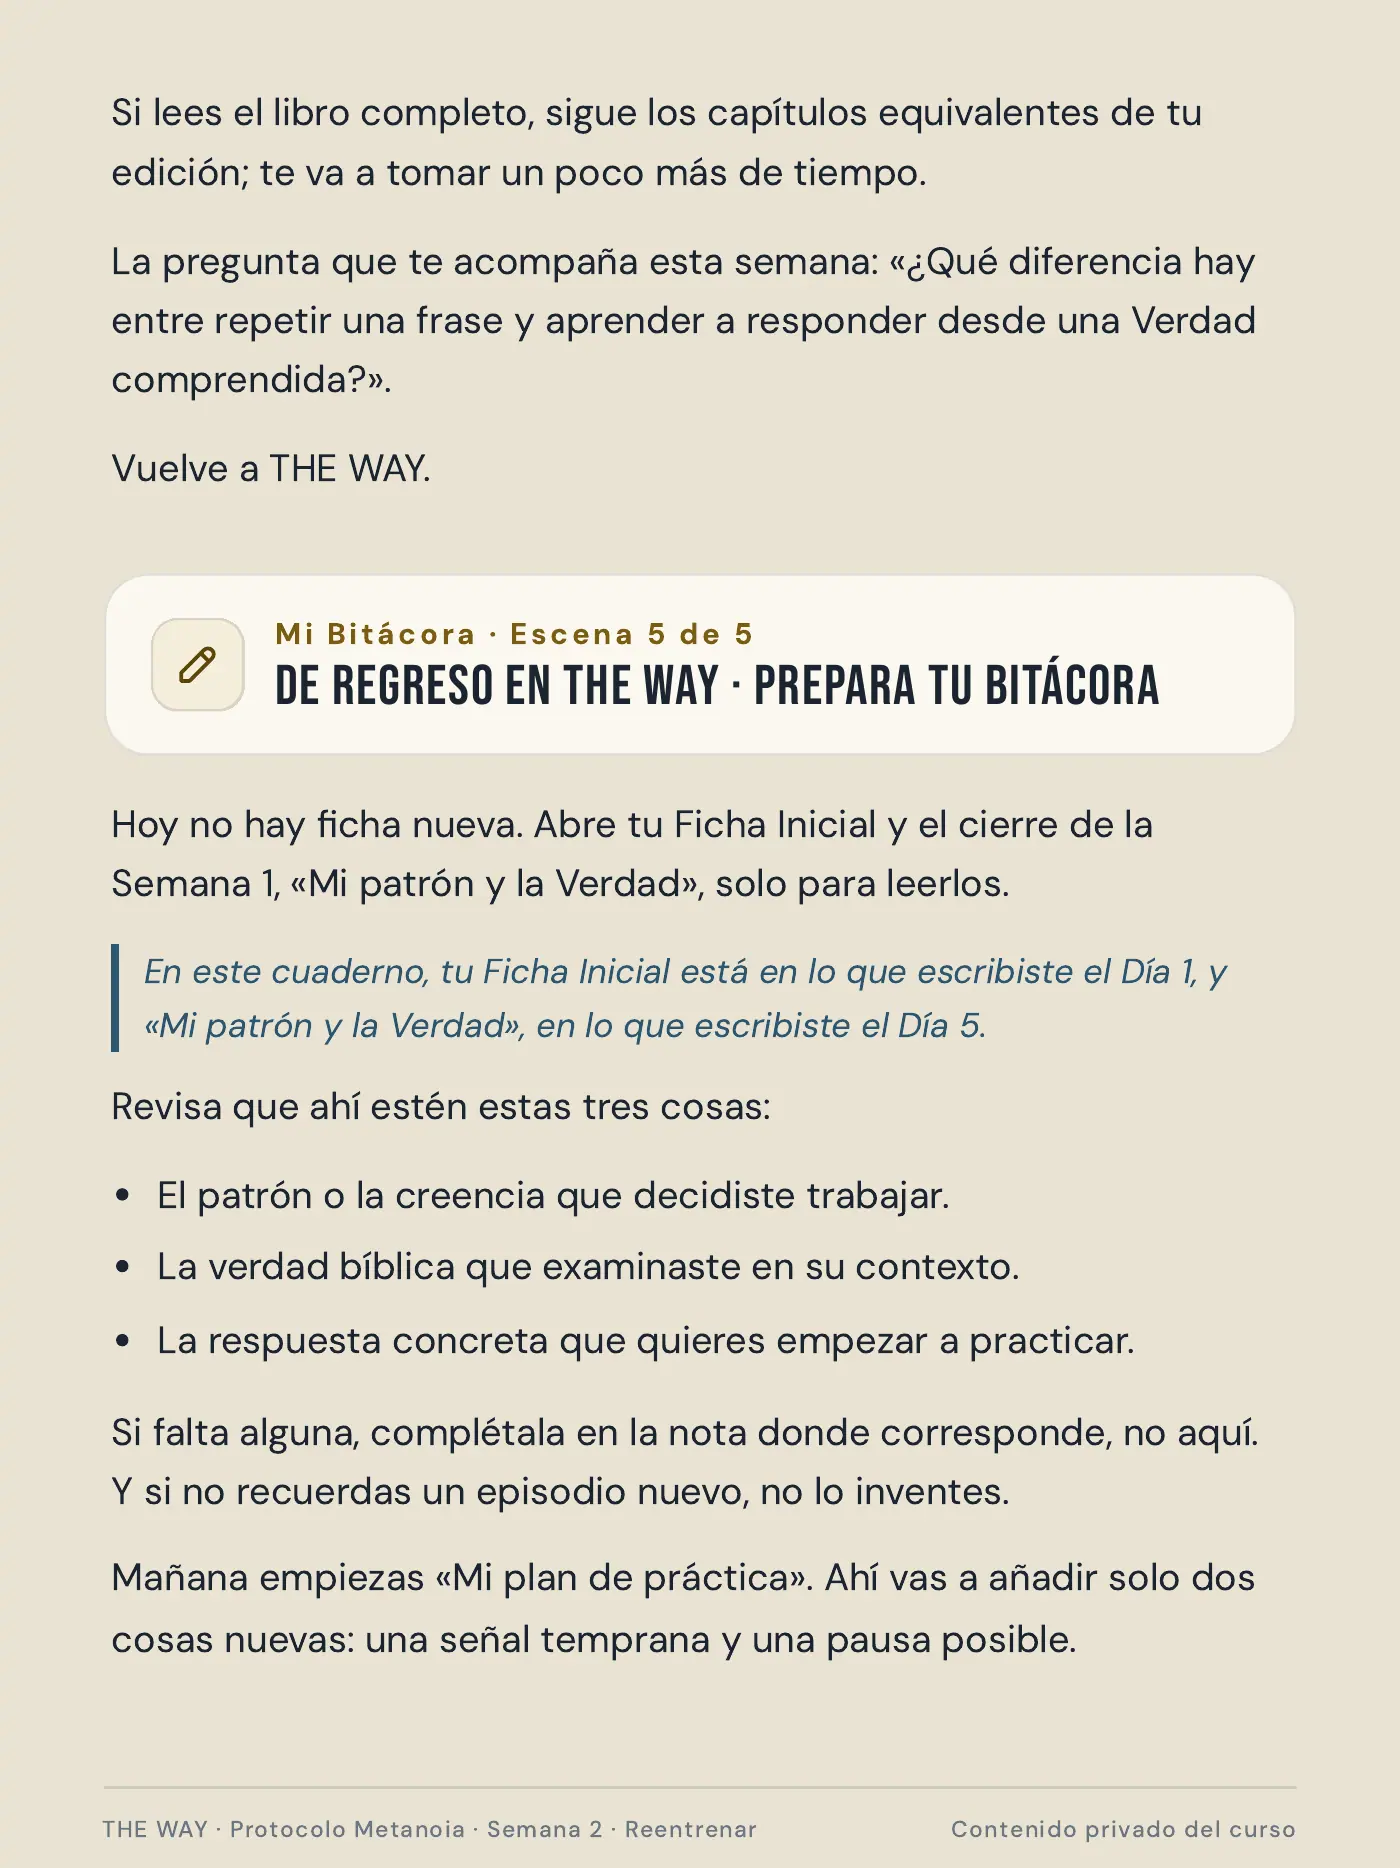 Si lees el libro completo, sigue los capítulos equivalentes de tu
edición; te va a tomar un poco más de tiempo.
La pregunta que te acompaña esta semana: «¿Qué diferencia hay
entre repetir una frase y aprender a responder desde una Verdad
comprendida?».
Vuelve a THE WAY.
Mi Bitácora · Escena 5 de 5
DE REGRESO EN THE WAY · PREPARA TU BITÁCORA
Hoy no hay ficha nueva. Abre tu Ficha Inicial y el cierre de la
Semana 1, «Mi patrón y la Verdad», solo para leerlos.
En este cuaderno, tu Ficha Inicial está en lo que escribiste el Día 1, y
«Mi patrón y la Verdad», en lo que escribiste el Día 5.
Revisa que ahí estén estas tres cosas:
• El patrón o la creencia que decidiste trabajar.
• La verdad bíblica que examinaste en su contexto.
• La respuesta concreta que quieres empezar a practicar.
Si falta alguna, complétala en la nota donde corresponde, no aquí.
Y si no recuerdas un episodio nuevo, no lo inventes.
Mañana empiezas «Mi plan de práctica». Ahí vas a añadir solo dos
cosas nuevas: una señal temprana y una pausa posible.
THE WAY · Protocolo Metanoia · Semana 2 · Reentrenar
Contenido privado del curso